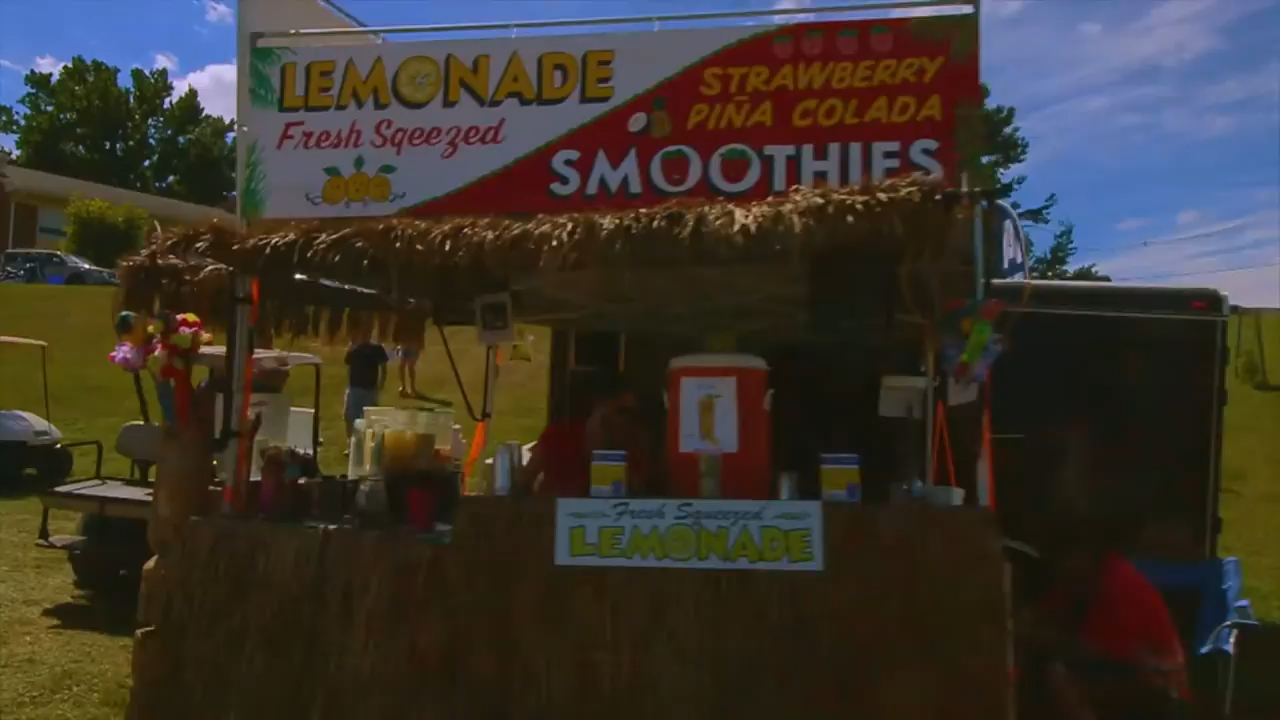 LEMONADE
Fresh Sqeezed
STRAWBERRY
PIÑA COLADA
SMOOTHIES
Fresh Squeezed
LEMONADE